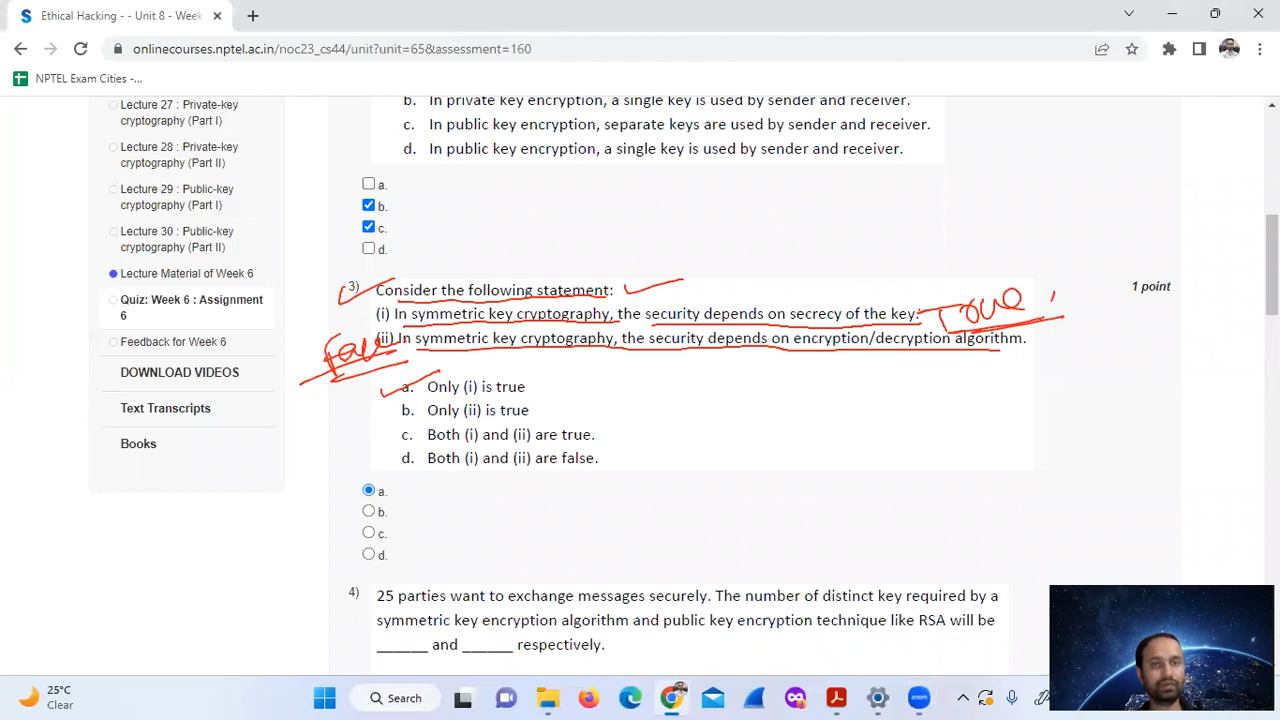 Ethical Hacking - - Unit 8 - Week
onlinecourses.nptel.ac.in/noc23_cs44/unit?unit=65&assessment=160
NPTEL Exam Cities -...
Lecture 27 : Private-key
cryptography (Part I)
Lecture 28 : Private-key
cryptography (Part II)
Lecture 29 : Public-key
cryptography (Part I)
Lecture 30 : Public-key
cryptography (Part II)
Lecture Material of Week 6
Quiz: Week 6 : Assignment
6
Feedback for Week 6
DOWNLOAD VIDEOS
Text Transcripts
Books
b. In private key encryption, a single key is used by sender and receiver.
c. In public key encryption, separate keys are used by sender and receiver.
d. In public key encryption, a single key is used by sender and receiver.
a.
b.
c.
d.
3) Consider the following statement: 1 point
(i) In symmetric key cryptography, the security depends on secrecy of the key. True
(ii) In symmetric key cryptography, the security depends on encryption/decryption algorithm.
a. Only (i) is true
b. Only (ii) is true
c. Both (i) and (ii) are true.
d. Both (i) and (ii) are false.
a.
b.
c.
d.
4) 25 parties want to exchange messages securely. The number of distinct key required by a
symmetric key encryption algorithm and public key encryption technique like RSA will be
_______ and _______ respectively.
25°C
Clear
Search